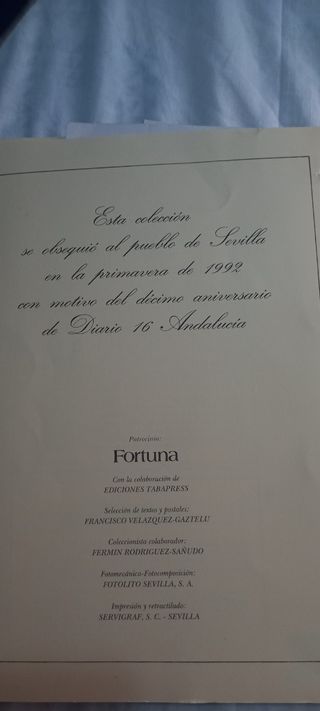 Esta colección
se obsequió al pueblo de Sevilla
en la primavera de 1992
con motivo del décimo aniversario
de Diario 16 Andalucía
Patrocinio:
Fortuna
Con la colaboración de
EDICIONES TABAPRESS
Selección de textos y postales:
FRANCISCO VELAZQUEZ-GAZTELU
Coleccionista colaborador:
FERMIN RODRIGUEZ-SAÑUDO
Fotomecánica-Fotocomposición:
FOTOLITO SEVILLA, S. A.
Impresión y retractilado:
SERVIGRAF, S. C. - SEVILLA